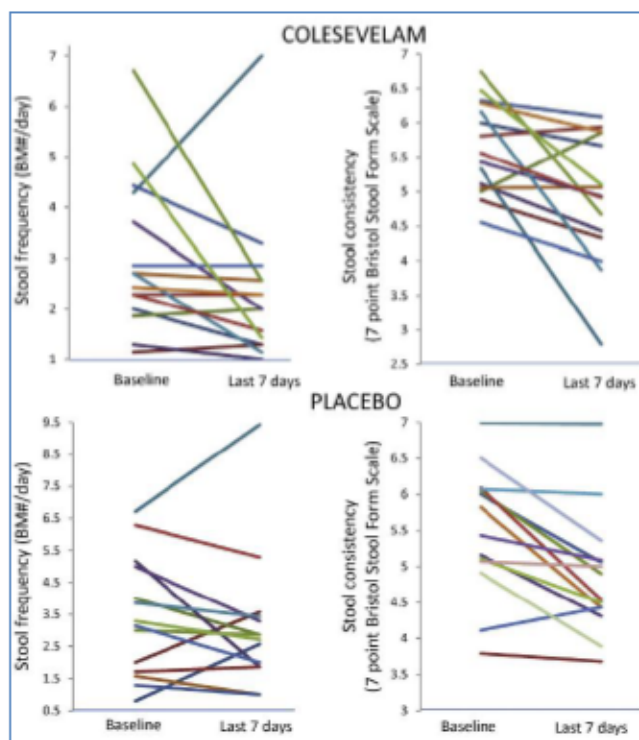 COLESEVELAM
Stool frequency (BM#/day)
7
6
5
4
3
2
1
Baseline
Last 7 days
Stool consistency
(7 point Bristol Stool Form Scale)
7
6.5
6
5.5
5
4.5
4
3.5
3
2.5
Baseline
Last 7 days
PLACEBO
Stool frequency (BM#/day)
9.5
8.5
7.5
6.5
5.5
4.5
3.5
2.5
1.5
0.5
Baseline
Last 7 days
Stool consistency
(7 point Bristol Stool Form Scale)
7
6.5
6
5.5
5
4.5
4
3.5
3
Baseline
Last 7 days